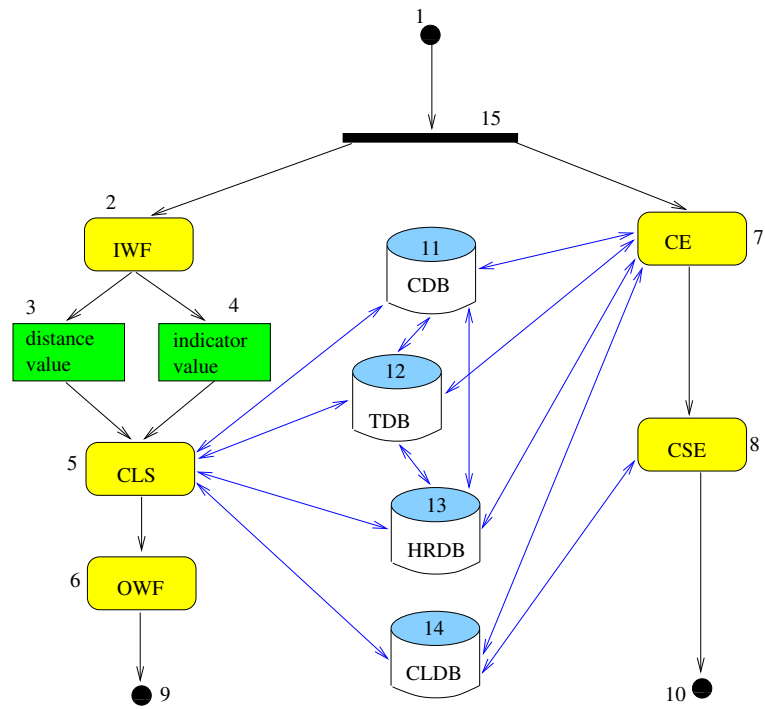 1
15
2
IWF
7
CE
11
CDB
3
4
distance
value
indicator
value
12
TDB
5
CLS
8
CSE
13
HRDB
6
OWF
14
CLDB
9
10